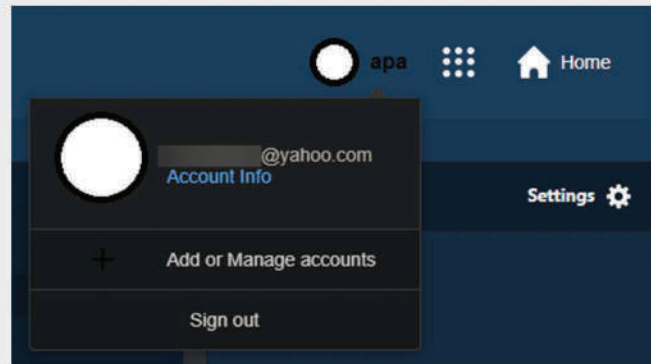 apa
Home
@yahoo.com
Account Info
Settings
Add or Manage accounts
Sign out